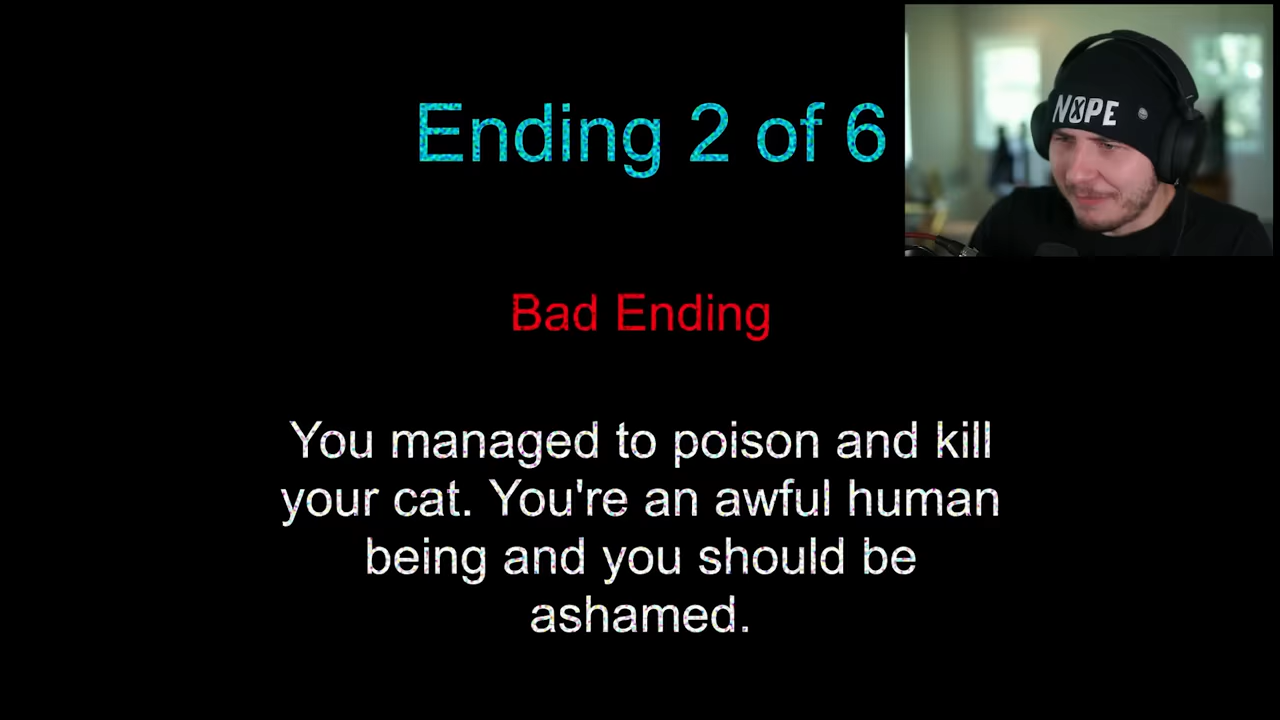 Ending 2 of 6
NOPE
Bad Ending
You managed to poison and kill
your cat. You're an awful human
being and you should be
ashamed.